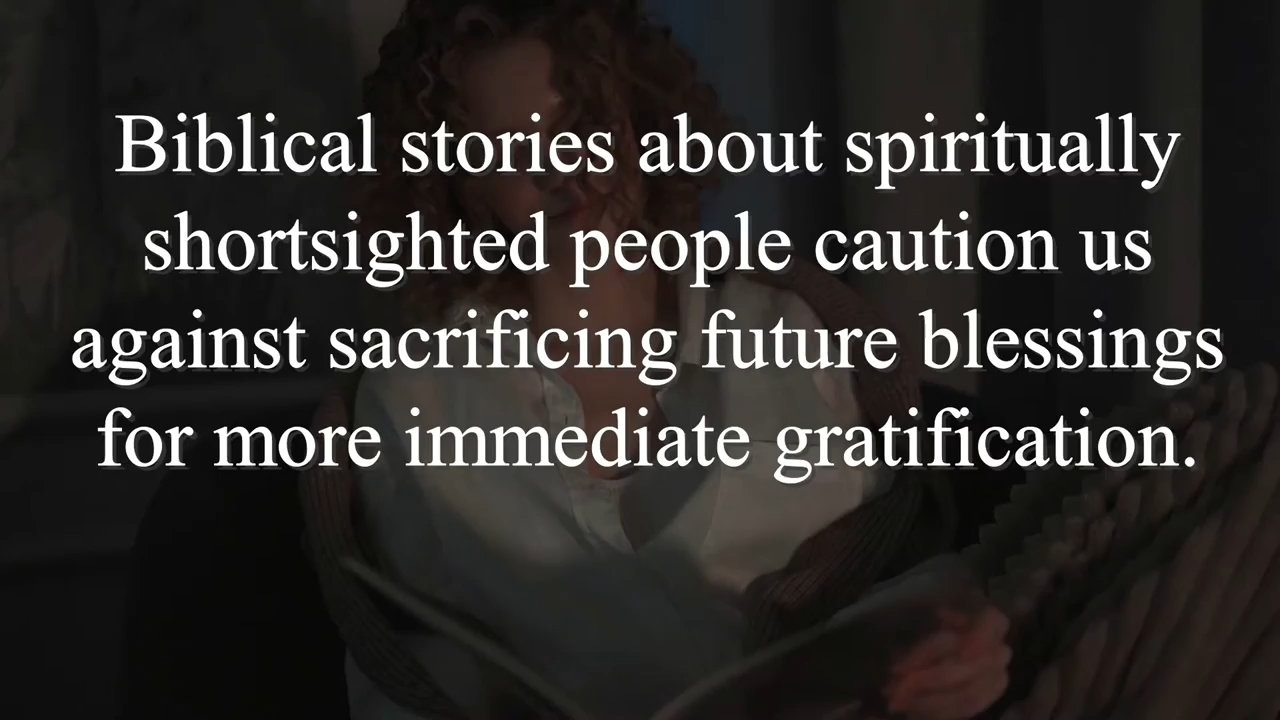 Biblical stories about spiritually
shortsighted people caution us
against sacrificing future blessings
for more immediate gratification.